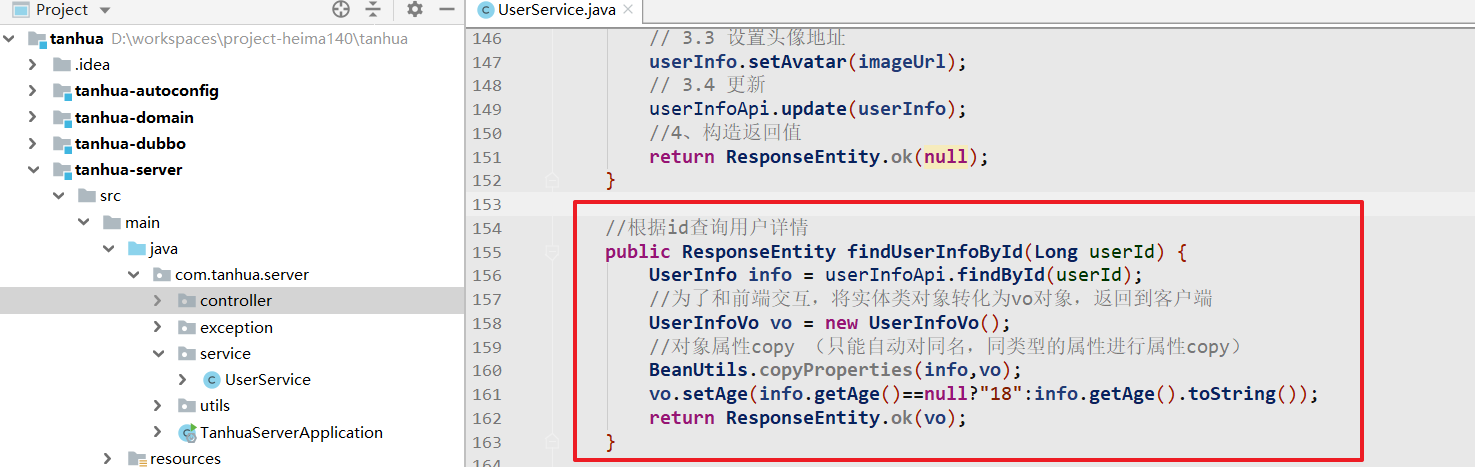 Project
UserService.java
tanhua D:\workspaces\project-heima140\tanhua
.idea
tanhua-autoconfig
tanhua-domain
tanhua-dubbo
tanhua-server
src
main
java
com.tanhua.server
controller
exception
service
UserService
utils
TanhuaServerApplication
resources
146 // 3.3 设置头像地址
147 userInfo.setAvatar(imageUrl);
148 // 3.4 更新
149 userInfoApi.update(userInfo);
150 //4、构造返回值
151 return ResponseEntity.ok(null);
152 }
153
154 //根据id查询用户详情
155 public ResponseEntity findUserInfoById(Long userId) {
156 UserInfo info = userInfoApi.findById(userId);
157 //为了和前端交互，将实体类对象转化为vo对象，返回到客户端
158 UserInfoVo vo = new UserInfoVo();
159 //对象属性copy （只能自动对同名，同类型的属性进行属性copy）
160 BeanUtils.copyProperties(info,vo);
161 vo.setAge(info.getAge()==null?"18":info.getAge().toString());
162 return ResponseEntity.ok(vo);
163 }
164